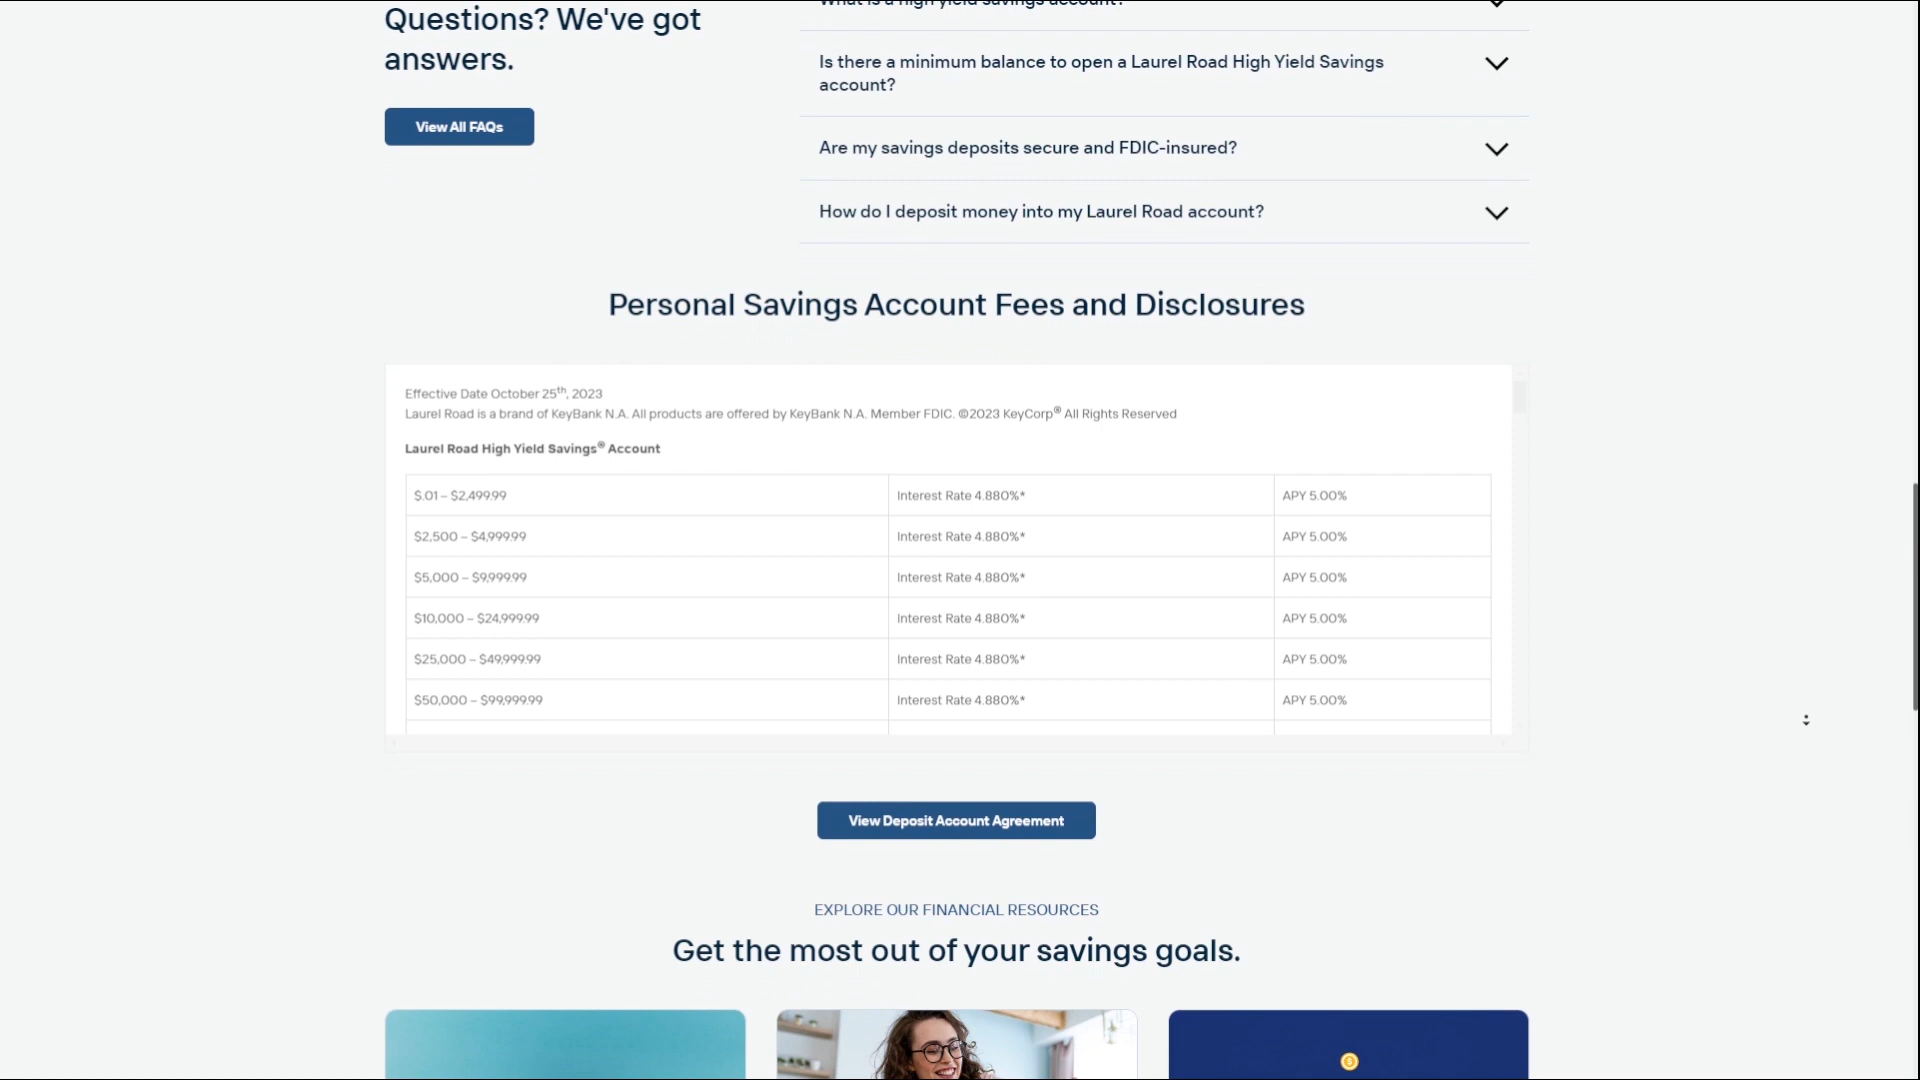 Questions? We've got
answers.
View All FAQs
What is a high yield savings account?
Is there a minimum balance to open a Laurel Road High Yield Savings
account?
Are my savings deposits secure and FDIC-insured?
How do I deposit money into my Laurel Road account?
Personal Savings Account Fees and Disclosures
Effective Date October 25th, 2023
Laurel Road is a brand of KeyBank N.A. All products are offered by KeyBank N.A. Member FDIC. ©2023 KeyCorp® All Rights Reserved
Laurel Road High Yield Savings® Account
$.01 – $2,499.99 Interest Rate 4.880%* APY 5.00%
$2,500 – $4,999.99 Interest Rate 4.880%* APY 5.00%
$5,000 – $9,999.99 Interest Rate 4.880%* APY 5.00%
$10,000 – $24,999.99 Interest Rate 4.880%* APY 5.00%
$25,000 – $49,999.99 Interest Rate 4.880%* APY 5.00%
$50,000 – $99,999.99 Interest Rate 4.880%* APY 5.00%
View Deposit Account Agreement
EXPLORE OUR FINANCIAL RESOURCES
Get the most out of your savings goals.